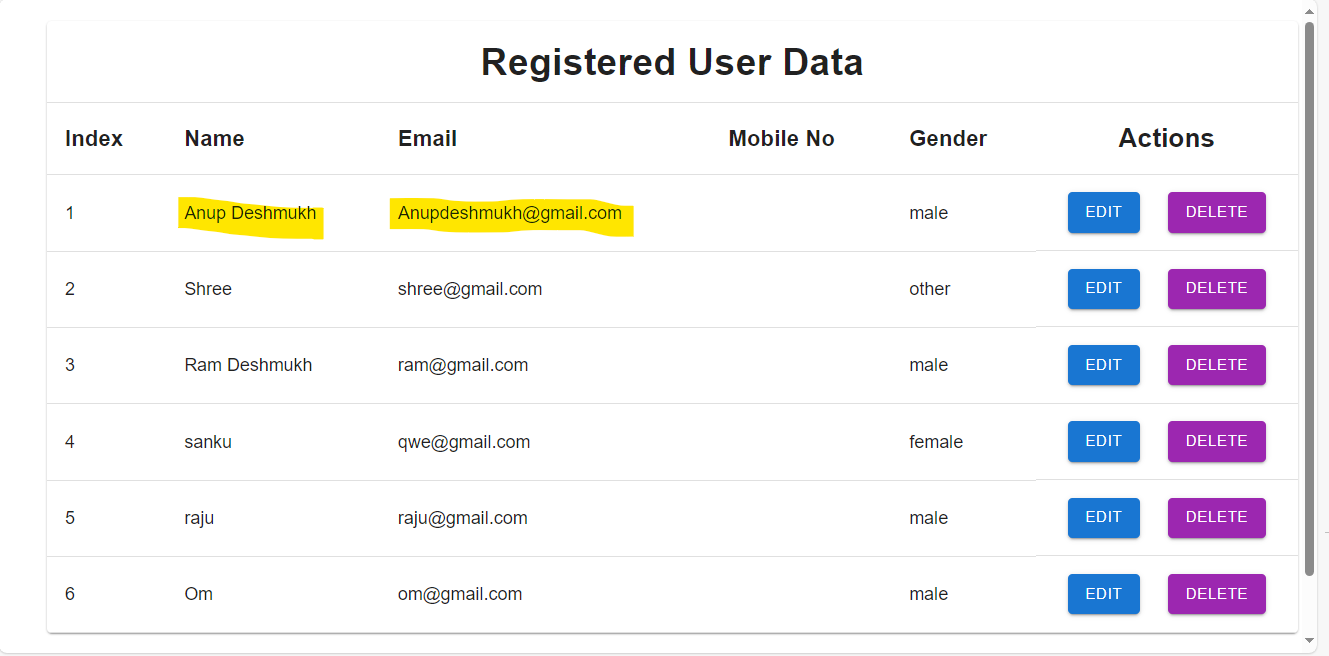 Registered User Data
Index Name Email Mobile No Gender Actions
1 Anup Deshmukh Anupdeshmukh@gmail.com male EDIT DELETE
2 Shree shree@gmail.com other EDIT DELETE
3 Ram Deshmukh ram@gmail.com male EDIT DELETE
4 sanku qwe@gmail.com female EDIT DELETE
5 raju raju@gmail.com male EDIT DELETE
6 Om om@gmail.com male EDIT DELETE